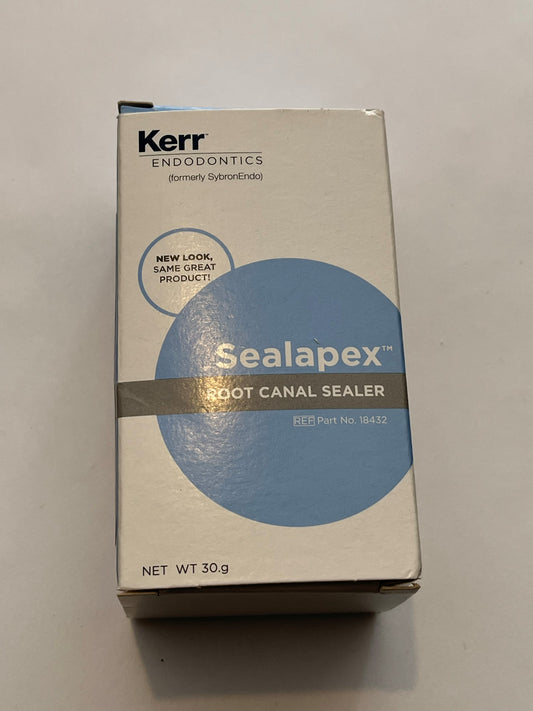 Kerr™
ENDODONTICS
(formerly SybronEndo)
NEW LOOK,
SAME GREAT
PRODUCT!
Sealapex™
ROOT CANAL SEALER
REF Part No. 18432
NET WT 30.g